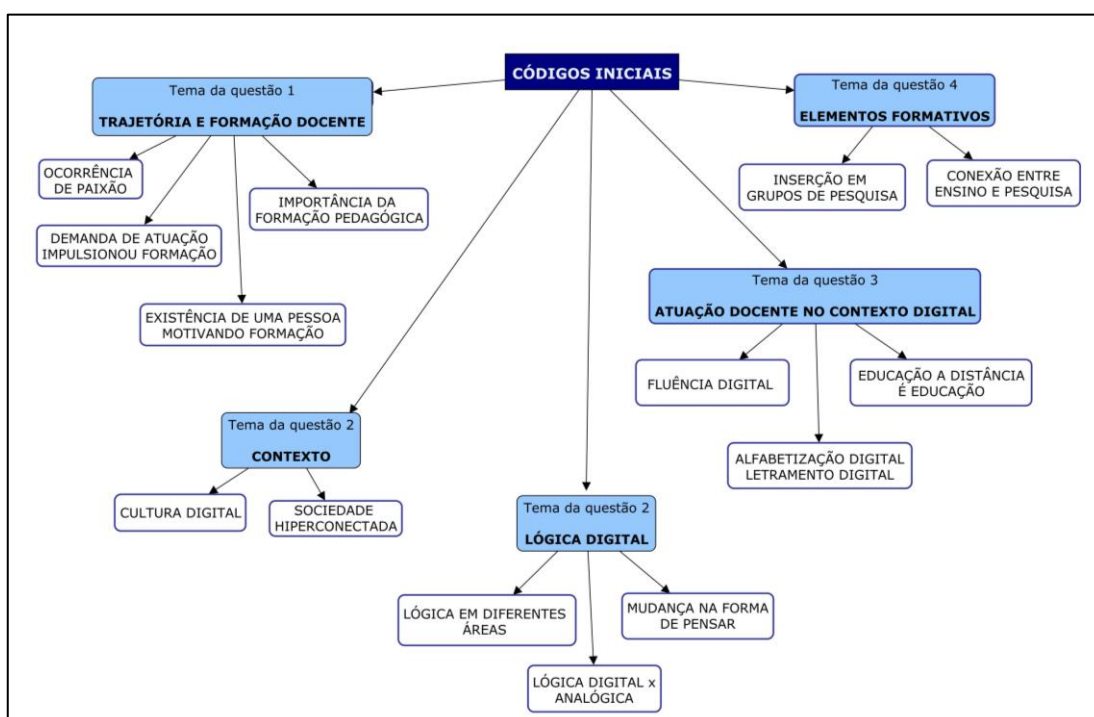 CÓDIGOS INICIAIS
Tema da questão 1
TRAJETÓRIA E FORMAÇÃO DOCENTE
OCORRÊNCIA
DE PAIXÃO
DEMANDA DE ATUAÇÃO
IMPULSIONOU FORMAÇÃO
EXISTÊNCIA DE UMA PESSOA
MOTIVANDO FORMAÇÃO
IMPORTÂNCIA DA
FORMAÇÃO PEDAGÓGICA
Tema da questão 2
CONTEXTO
CULTURA DIGITAL
SOCIEDADE
HIPERCONECTADA
Tema da questão 2
LÓGICA DIGITAL
LÓGICA EM DIFERENTES
ÁREAS
LÓGICA DIGITAL x
ANALÓGICA
MUDANÇA NA FORMA
DE PENSAR
Tema da questão 3
ATUAÇÃO DOCENTE NO CONTEXTO DIGITAL
FLUÊNCIA DIGITAL
ALFABETIZAÇÃO DIGITAL
LETRAMENTO DIGITAL
EDUCAÇÃO A DISTÂNCIA
É EDUCAÇÃO
Tema da questão 4
ELEMENTOS FORMATIVOS
INSERÇÃO EM
GRUPOS DE PESQUISA
CONEXÃO ENTRE
ENSINO E PESQUISA